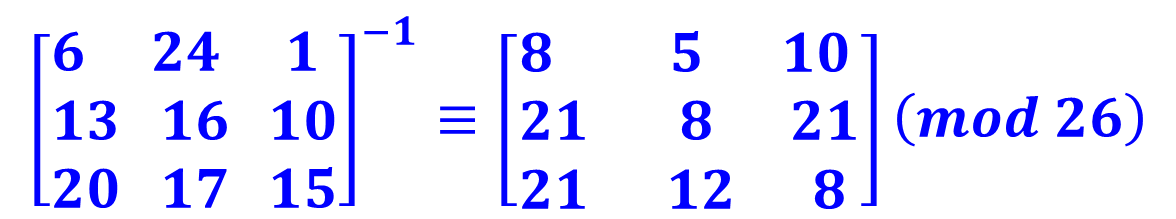 [6 24 1]⁻¹ ≡ [8 5 10] (mod 26)
[13 16 10] [21 8 21]
[20 17 15] [21 12 8]